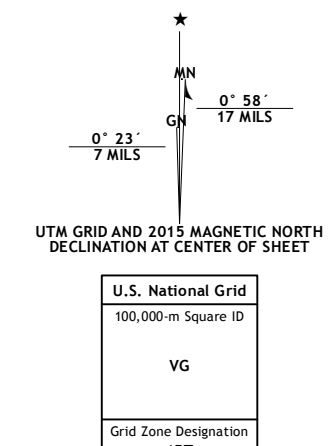 ★
MN
0° 58´
17 MILS
GN
0° 23´
7 MILS
UTM GRID AND 2015 MAGNETIC NORTH
DECLINATION AT CENTER OF SHEET
U.S. National Grid
100,000-m Square ID
VG
Grid Zone Designation